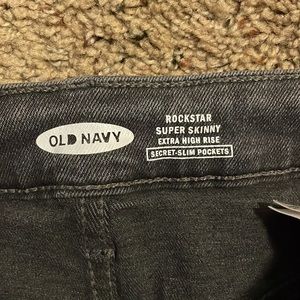 OLD NAVY
ROCKSTAR
SUPER SKINNY
EXTRA HIGH RISE
SECRET-SLIM POCKETS